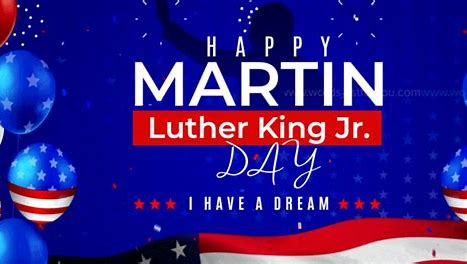 HAPPY
MARTIN
Luther King Jr.
DAY
I HAVE A DREAM